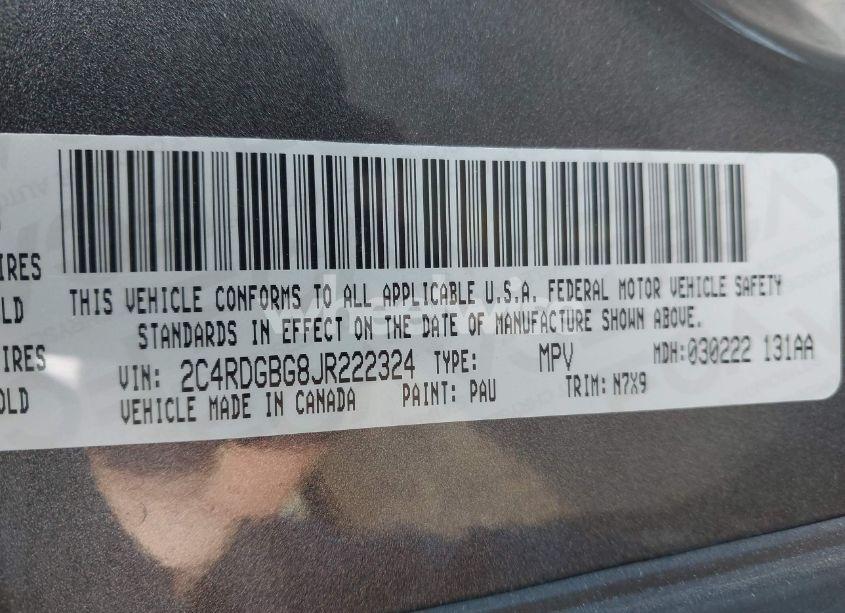 IRES
LD
IRES
OLD
THIS VEHICLE CONFORMS TO ALL APPLICABLE U.S.A. FEDERAL MOTOR VEHICLE SAFETY
STANDARDS IN EFFECT ON THE DATE OF MANUFACTURE SHOWN ABOVE.
VIN: 2C4RDGBG8JR222324 TYPE: MPV MDH:030222 131AA
VEHICLE MADE IN CANADA PAINT: PAU TRIM: N7X9